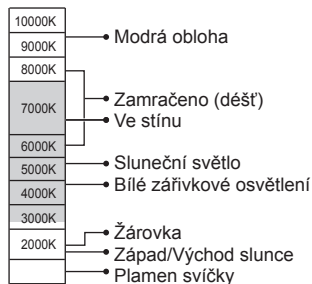 10000K
9000K
8000K
7000K
6000K
5000K
4000K
3000K
2000K
Modrá obloha
Zamračeno (déšť)
Ve stínu
Sluneční světlo
Bílé zářivkové osvětlení
Žárovka
Západ/Východ slunce
Plamen svíčky